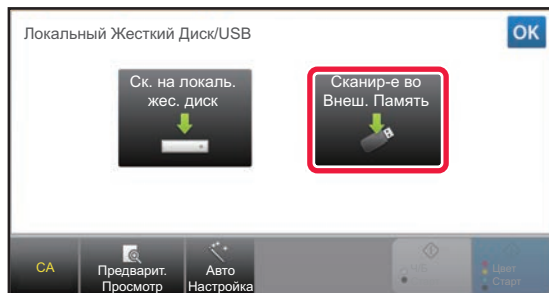 Локальный Жесткий Диск/USB
OK
Ск. на локаль.
жес. диск
Сканир-е во
Внеш. Память
CA
Предварит.
Просмотр
Авто
Настройка
Ч/Б
Старт
Цвет
Старт